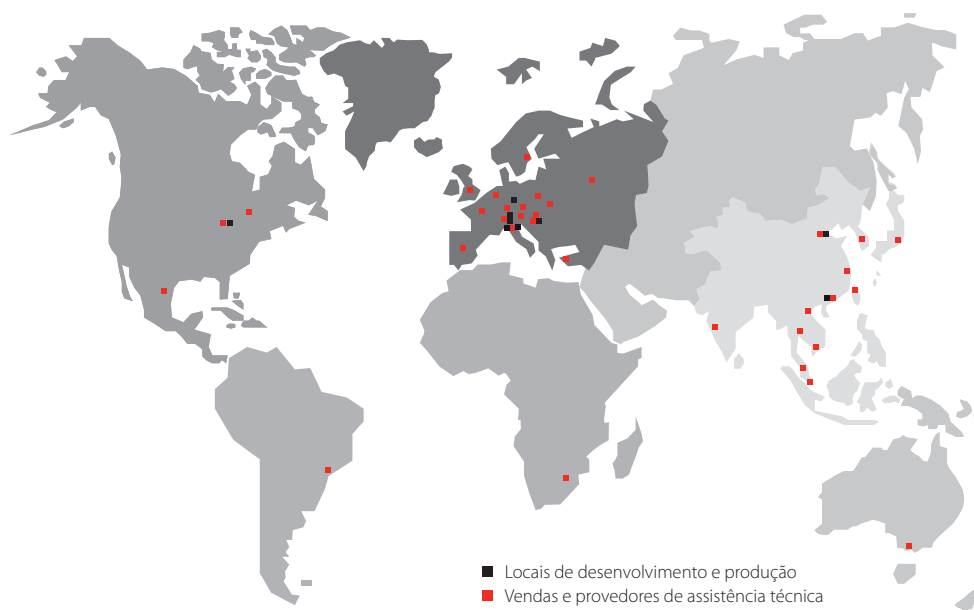 Locais de desenvolvimento e produção
Vendas e provedores de assistência técnica